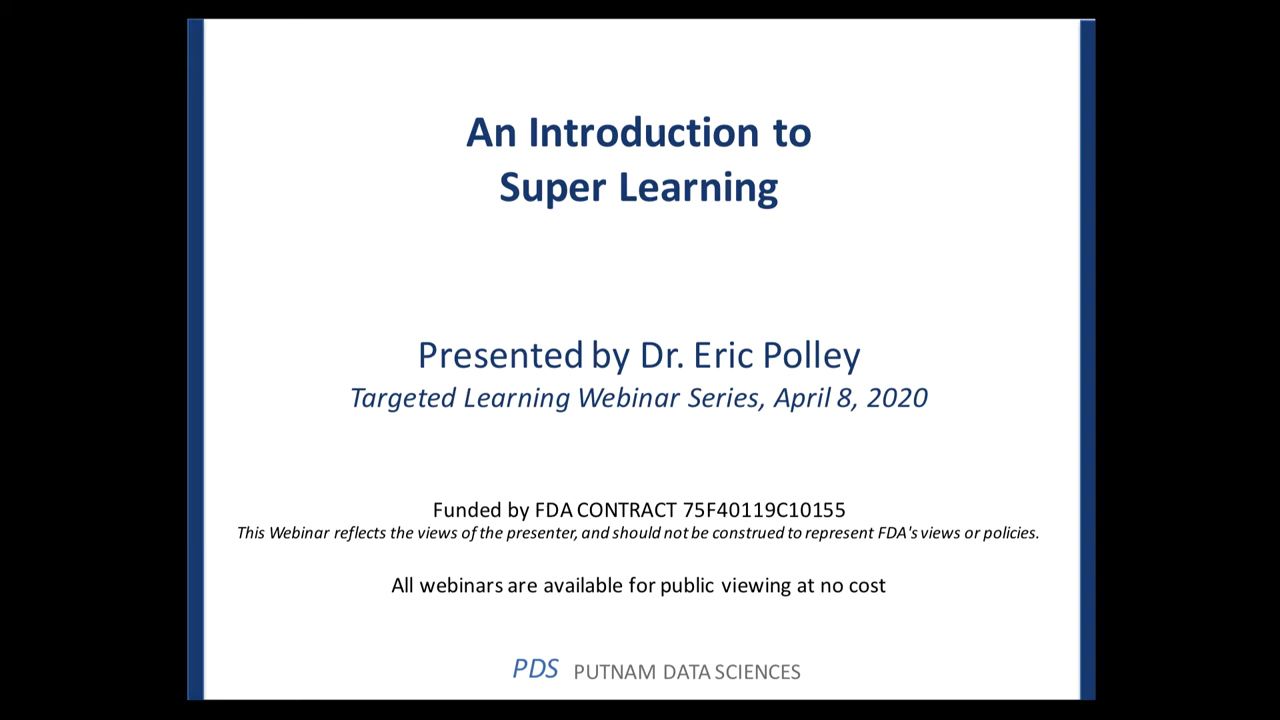 An Introduction to
Super Learning
Presented by Dr. Eric Polley
Targeted Learning Webinar Series, April 8, 2020
Funded by FDA CONTRACT 75F40119C10155
This Webinar reflects the views of the presenter, and should not be construed to represent FDA's views or policies.
All webinars are available for public viewing at no cost
PDS PUTNAM DATA SCIENCES